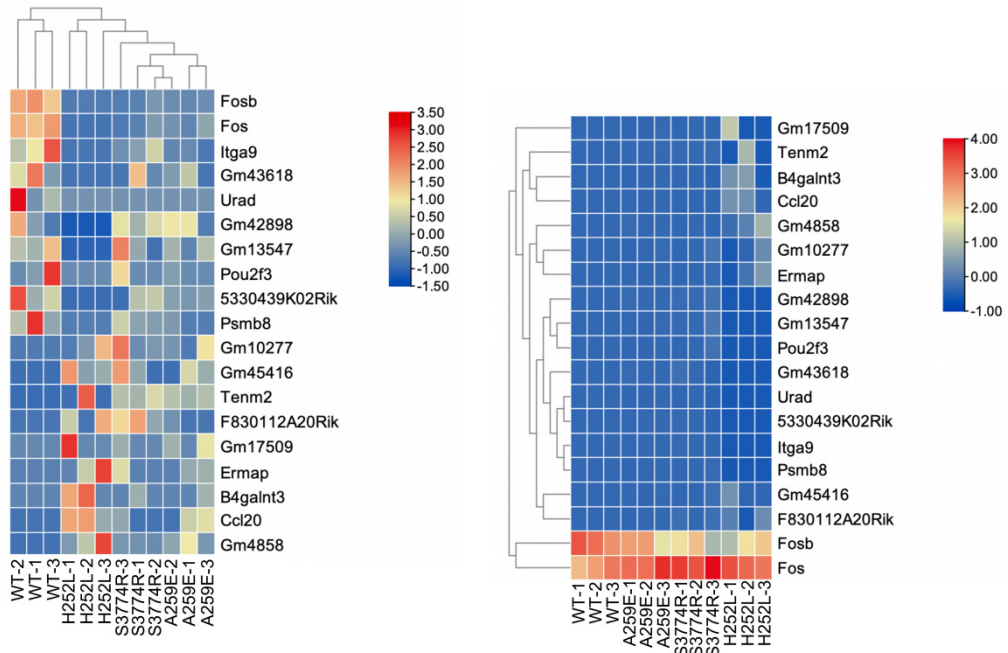 Fosb
Fos
Itga9
Gm43618
Urad
Gm42898
Gm13547
Pou2f3
5330439K02Rik
Psmb8
Gm10277
Gm45416
Tenm2
F830112A20Rik
Gm17509
Ermap
B4galnt3
Ccl20
Gm4858
WT-2
WT-1
WT-3
H252L-1
H252L-2
H252L-3
S3774R-3
S3774R-1
S3774R-2
A259E-2
A259E-1
A259E-3
3.50
3.00
2.50
2.00
1.50
1.00
0.50
0.00
-0.50
-1.00
-1.50
Gm17509
Tenm2
B4galnt3
Ccl20
Gm4858
Gm10277
Ermap
Gm42898
Gm13547
Pou2f3
Gm43618
Urad
5330439K02Rik
Itga9
Psmb8
Gm45416
F830112A20Rik
Fosb
Fos
WT-1
WT-2
WT-3
A259E-1
A259E-2
A259E-3
S3774R-1
S3774R-2
S3774R-3
H252L-1
H252L-2
H252L-3
4.00
3.00
2.00
1.00
0.00
-1.00